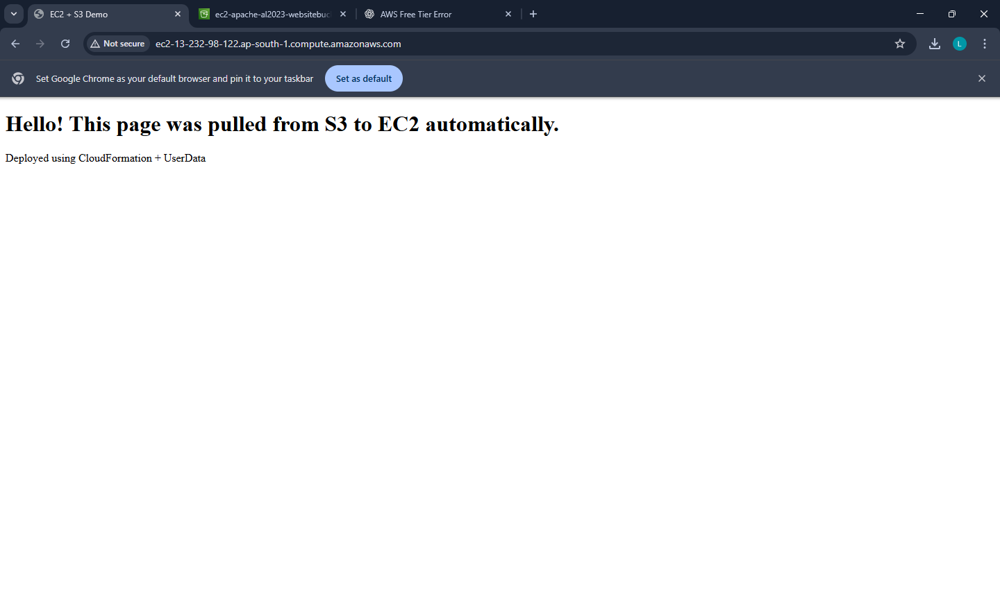 EC2 + S3 Demo
ec2-apache-al2023-websitebuc
AWS Free Tier Error
Not secure
ec2-13-232-98-122.ap-south-1.compute.amazonaws.com
L
Set Google Chrome as your default browser and pin it to your taskbar
Set as default
Hello! This page was pulled from S3 to EC2 automatically.
Deployed using CloudFormation + UserData